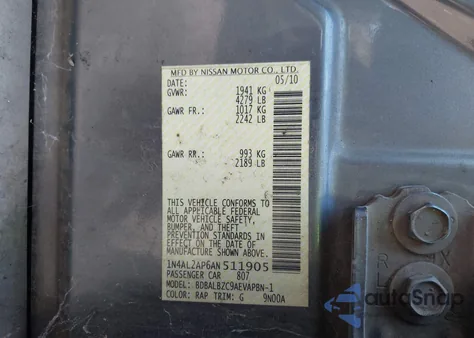 MFD BY NISSAN MOTOR CO., LTD.
DATE: 05/10
GVWR: 1941 KG
4279 LB
GAWR FR.: 1017 KG
2242 LB
GAWR RR.: 993 KG
2189 LB
THIS VEHICLE CONFORMS TO
ALL APPLICABLE FEDERAL
MOTOR VEHICLE SAFETY,
BUMPER, AND THEFT
PREVENTION STANDARDS IN
EFFECT ON THE DATE OF
MANUFACTURE SHOWN ABOVE.
1N4AL2AP6AN511905
PASSENGER CAR 807
MODEL: BDBALBZC9AEVAPBN-1
COLOR: RAP TRIM: G 9N00A
R X
L
autoSnap